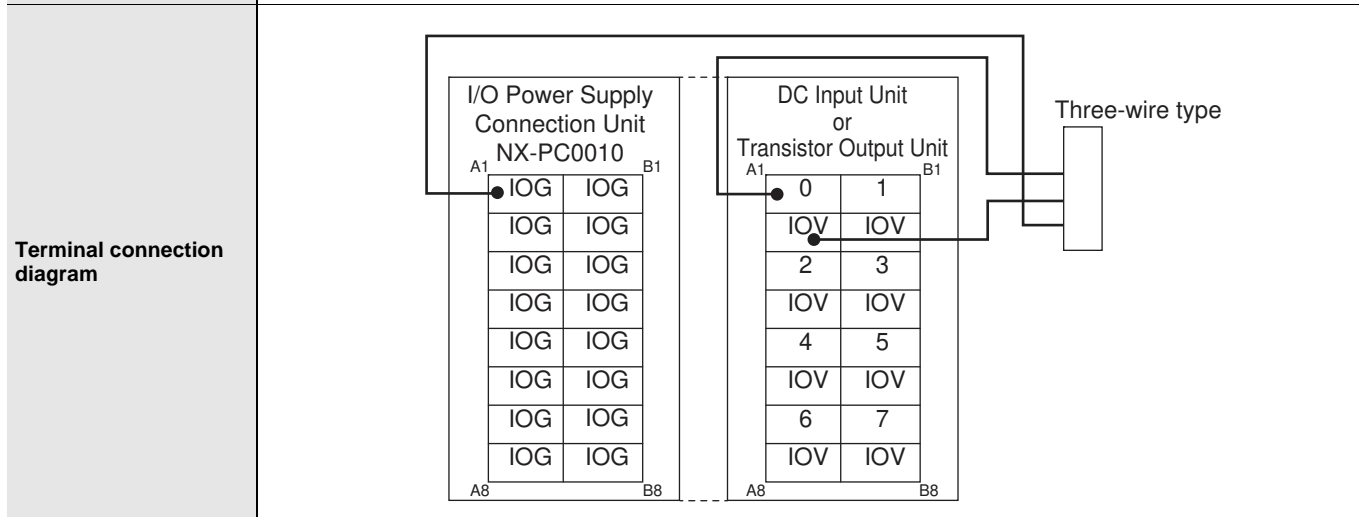 Terminal connection
diagram
I/O Power Supply
Connection Unit
NX-PC0010
A1 B1
IOG IOG
IOG IOG
IOG IOG
IOG IOG
IOG IOG
IOG IOG
IOG IOG
IOG IOG
A8 B8
DC Input Unit
or
Transistor Output Unit
A1 B1
0 1
IOV IOV
2 3
IOV IOV
4 5
IOV IOV
6 7
IOV IOV
A8 B8
Three-wire type